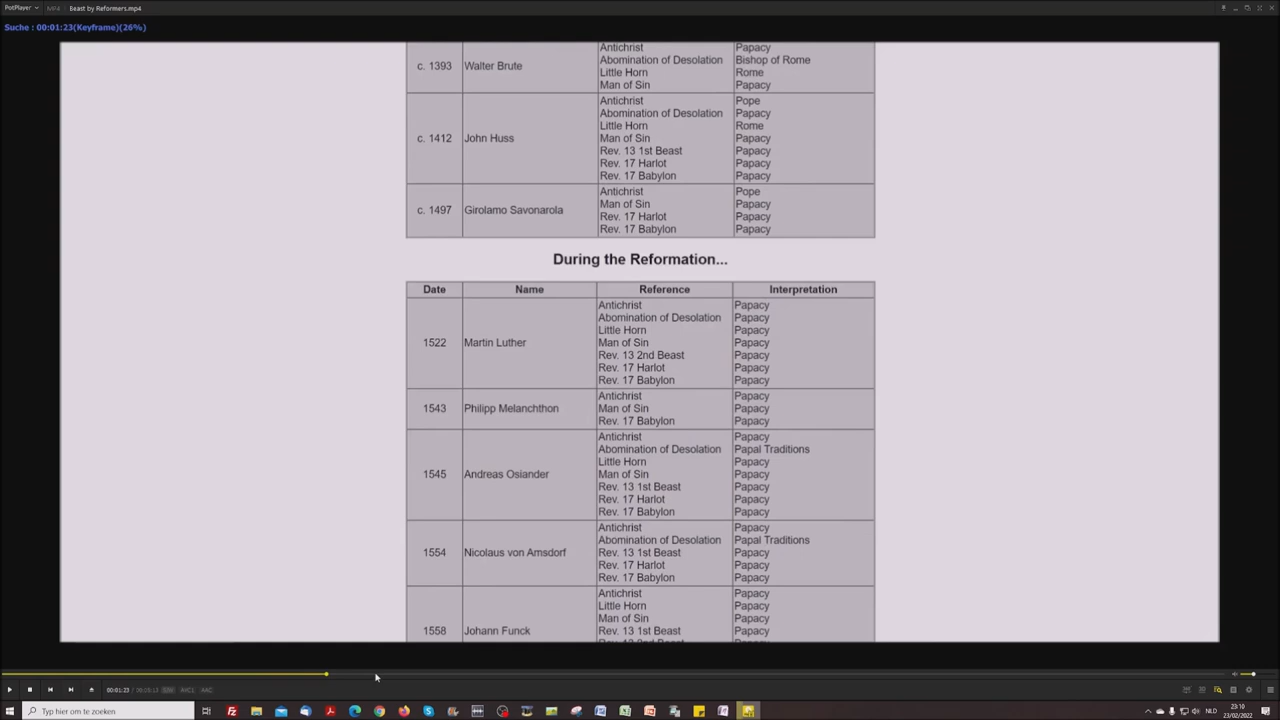 PotPlayer MP4 Beast by Reformers.mp4
Suche : 00:01:23(Keyframe)(26%)
Antichrist Papacy
Abomination of Desolation Bishop of Rome
c. 1393 Walter Brute
Little Horn Rome
Man of Sin Papacy
Antichrist Pope
Abomination of Desolation Papacy
Little Horn Rome
c. 1412 John Huss Man of Sin Papacy
Rev. 13 1st Beast Papacy
Rev. 17 Harlot Papacy
Rev. 17 Babylon Papacy
Antichrist Pope
Man of Sin Papacy
c. 1497 Girolamo Savonarola
Rev. 17 Harlot Papacy
Rev. 17 Babylon Papacy
During the Reformation...
Date Name Reference Interpretation
Antichrist Papacy
Abomination of Desolation Papacy
Little Horn Papacy
1522 Martin Luther Man of Sin Papacy
Rev. 13 2nd Beast Papacy
Rev. 17 Harlot Papacy
Rev. 17 Babylon Papacy
Antichrist Papacy
1543 Philipp Melanchthon Man of Sin Papacy
Rev. 17 Babylon Papacy
Antichrist Papacy
Abomination of Desolation Papal Traditions
Little Horn Papacy
1545 Andreas Osiander Man of Sin Papacy
Rev. 13 1st Beast Papacy
Rev. 17 Harlot Papacy
Rev. 17 Babylon Papacy
Antichrist Papacy
Abomination of Desolation Papal Traditions
1554 Nicolaus von Amsdorf Rev. 13 1st Beast Papacy
Rev. 17 Harlot Papacy
Rev. 17 Babylon Papacy
Antichrist Papacy
Little Horn Papacy
Man of Sin Papacy
1558 Johann Funck Rev. 13 1st Beast Papacy
00:01:23
Typ hier om te zoeken
NLD
23:10
23/02/2022